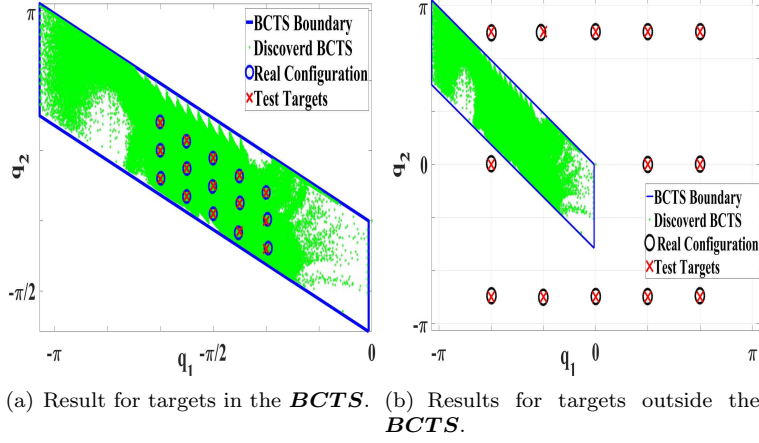 π
BCTS Boundary
Discoverd BCTS
Real Configuration
Test Targets
q2
-π/2
-π
q1
-π/2
0
π
q2
0
-π
BCTS Boundary
Discoverd BCTS
Real Configuration
Test Targets
-π
q1
0
π
(a) Result for targets in the BCTS.
(b) Results for targets outside the
BCTS.